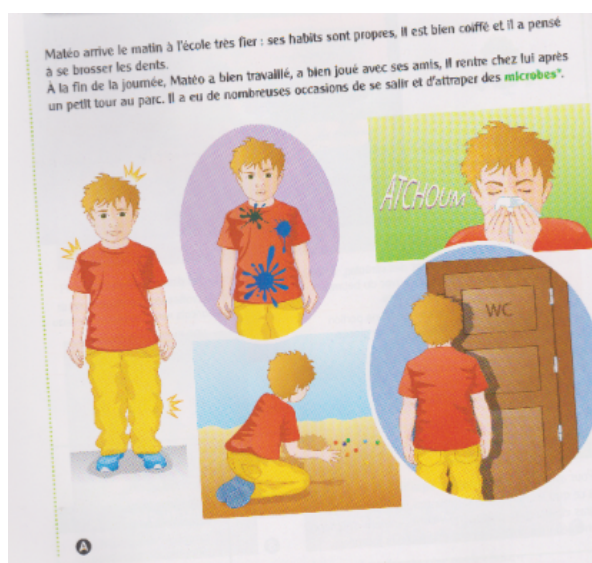 Matéo arrive le matin à l'école très fier : ses habits sont propres, il est bien coiffé et il a pensé
à se brosser les dents.
À la fin de la journée, Matéo a bien travaillé, a bien joué avec ses amis, il rentre chez lui après
un petit tour au parc. Il a eu de nombreuses occasions de se salir et d'attraper des microbes*.
ATCHOUM
WC
A